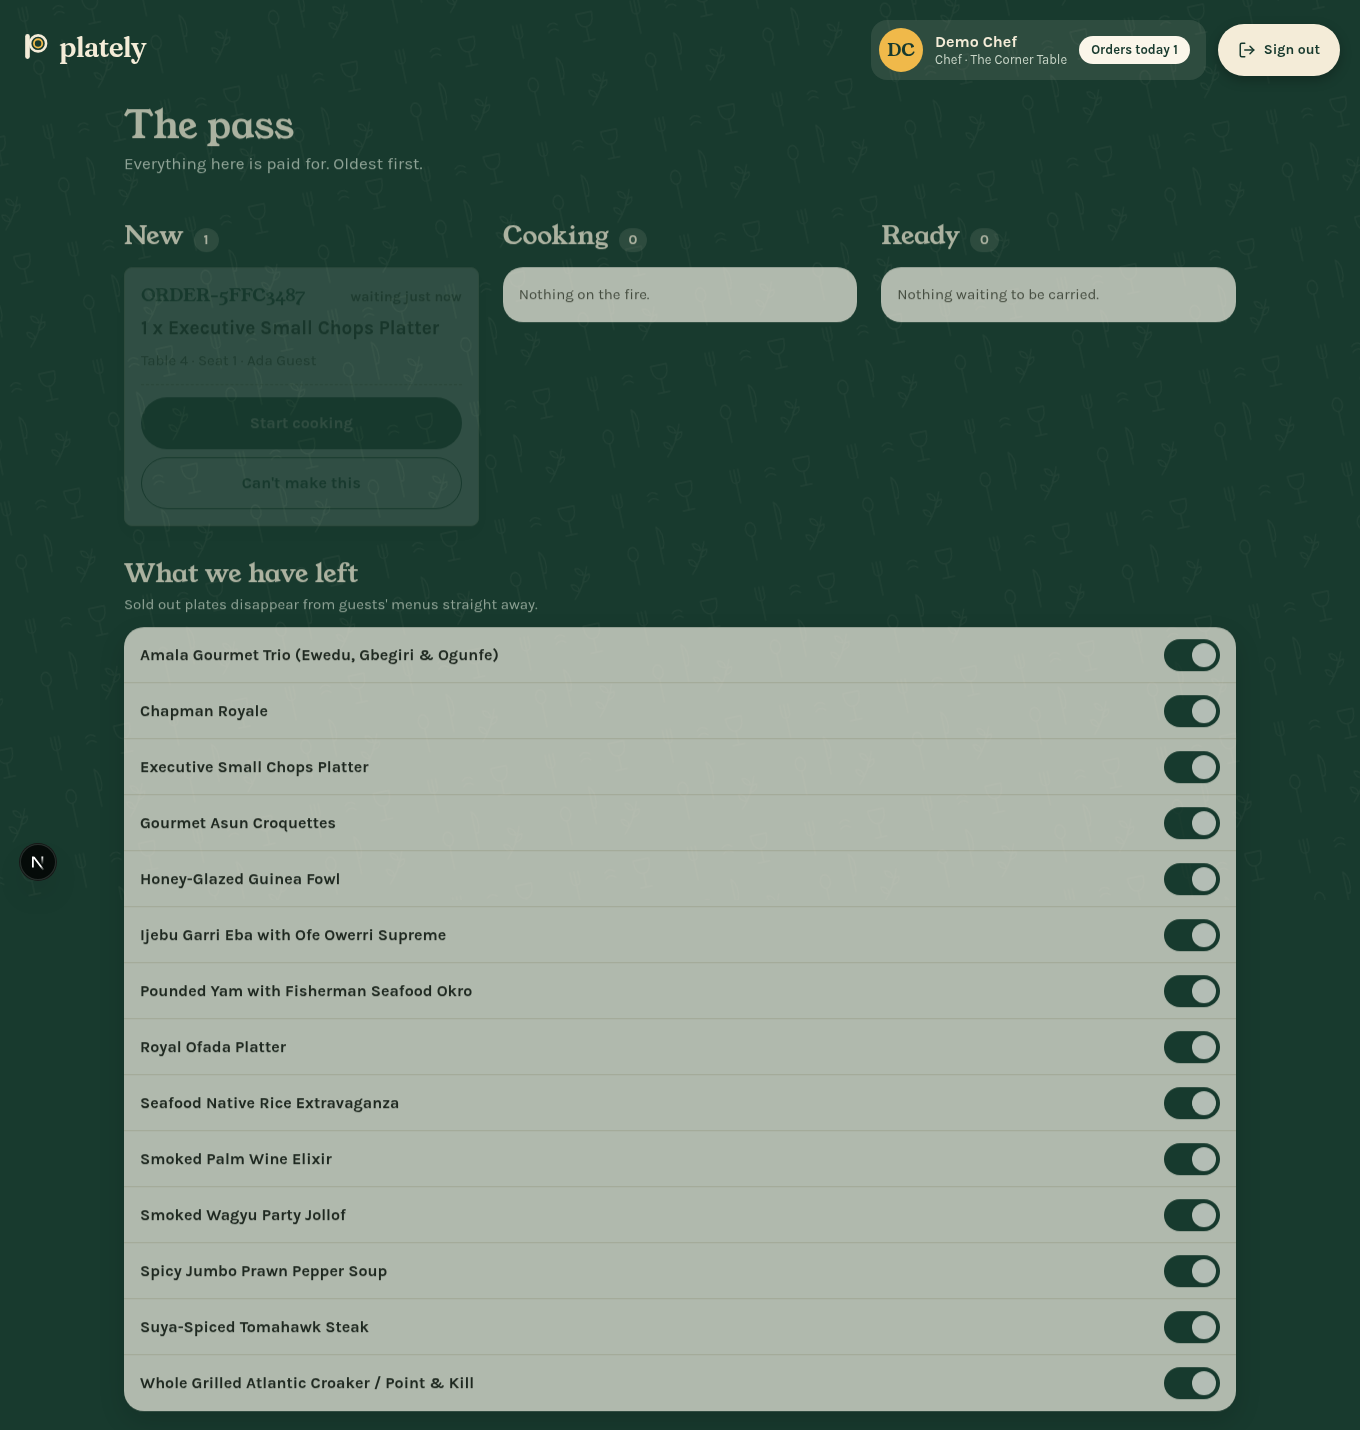 plately
DC
Demo Chef
Chef · The Corner Table
Orders today 1
Sign out
The pass
Everything here is paid for. Oldest first.
New 1
ORDER-5FFC3487
waiting just now
1 x Executive Small Chops Platter
Table 4 · Seat 1 · Ada Guest
Start cooking
Can't make this
Cooking 0
Nothing on the fire.
Ready 0
Nothing waiting to be carried.
What we have left
Sold out plates disappear from guests' menus straight away.
Amala Gourmet Trio (Ewedu, Gbegiri & Ogunfe)
Chapman Royale
Executive Small Chops Platter
Gourmet Asun Croquettes
Honey-Glazed Guinea Fowl
Ijebu Garri Eba with Ofe Owerri Supreme
Pounded Yam with Fisherman Seafood Okro
Royal Ofada Platter
Seafood Native Rice Extravaganza
Smoked Palm Wine Elixir
Smoked Wagyu Party Jollof
Spicy Jumbo Prawn Pepper Soup
Suya-Spiced Tomahawk Steak
Whole Grilled Atlantic Croaker / Point & Kill
N